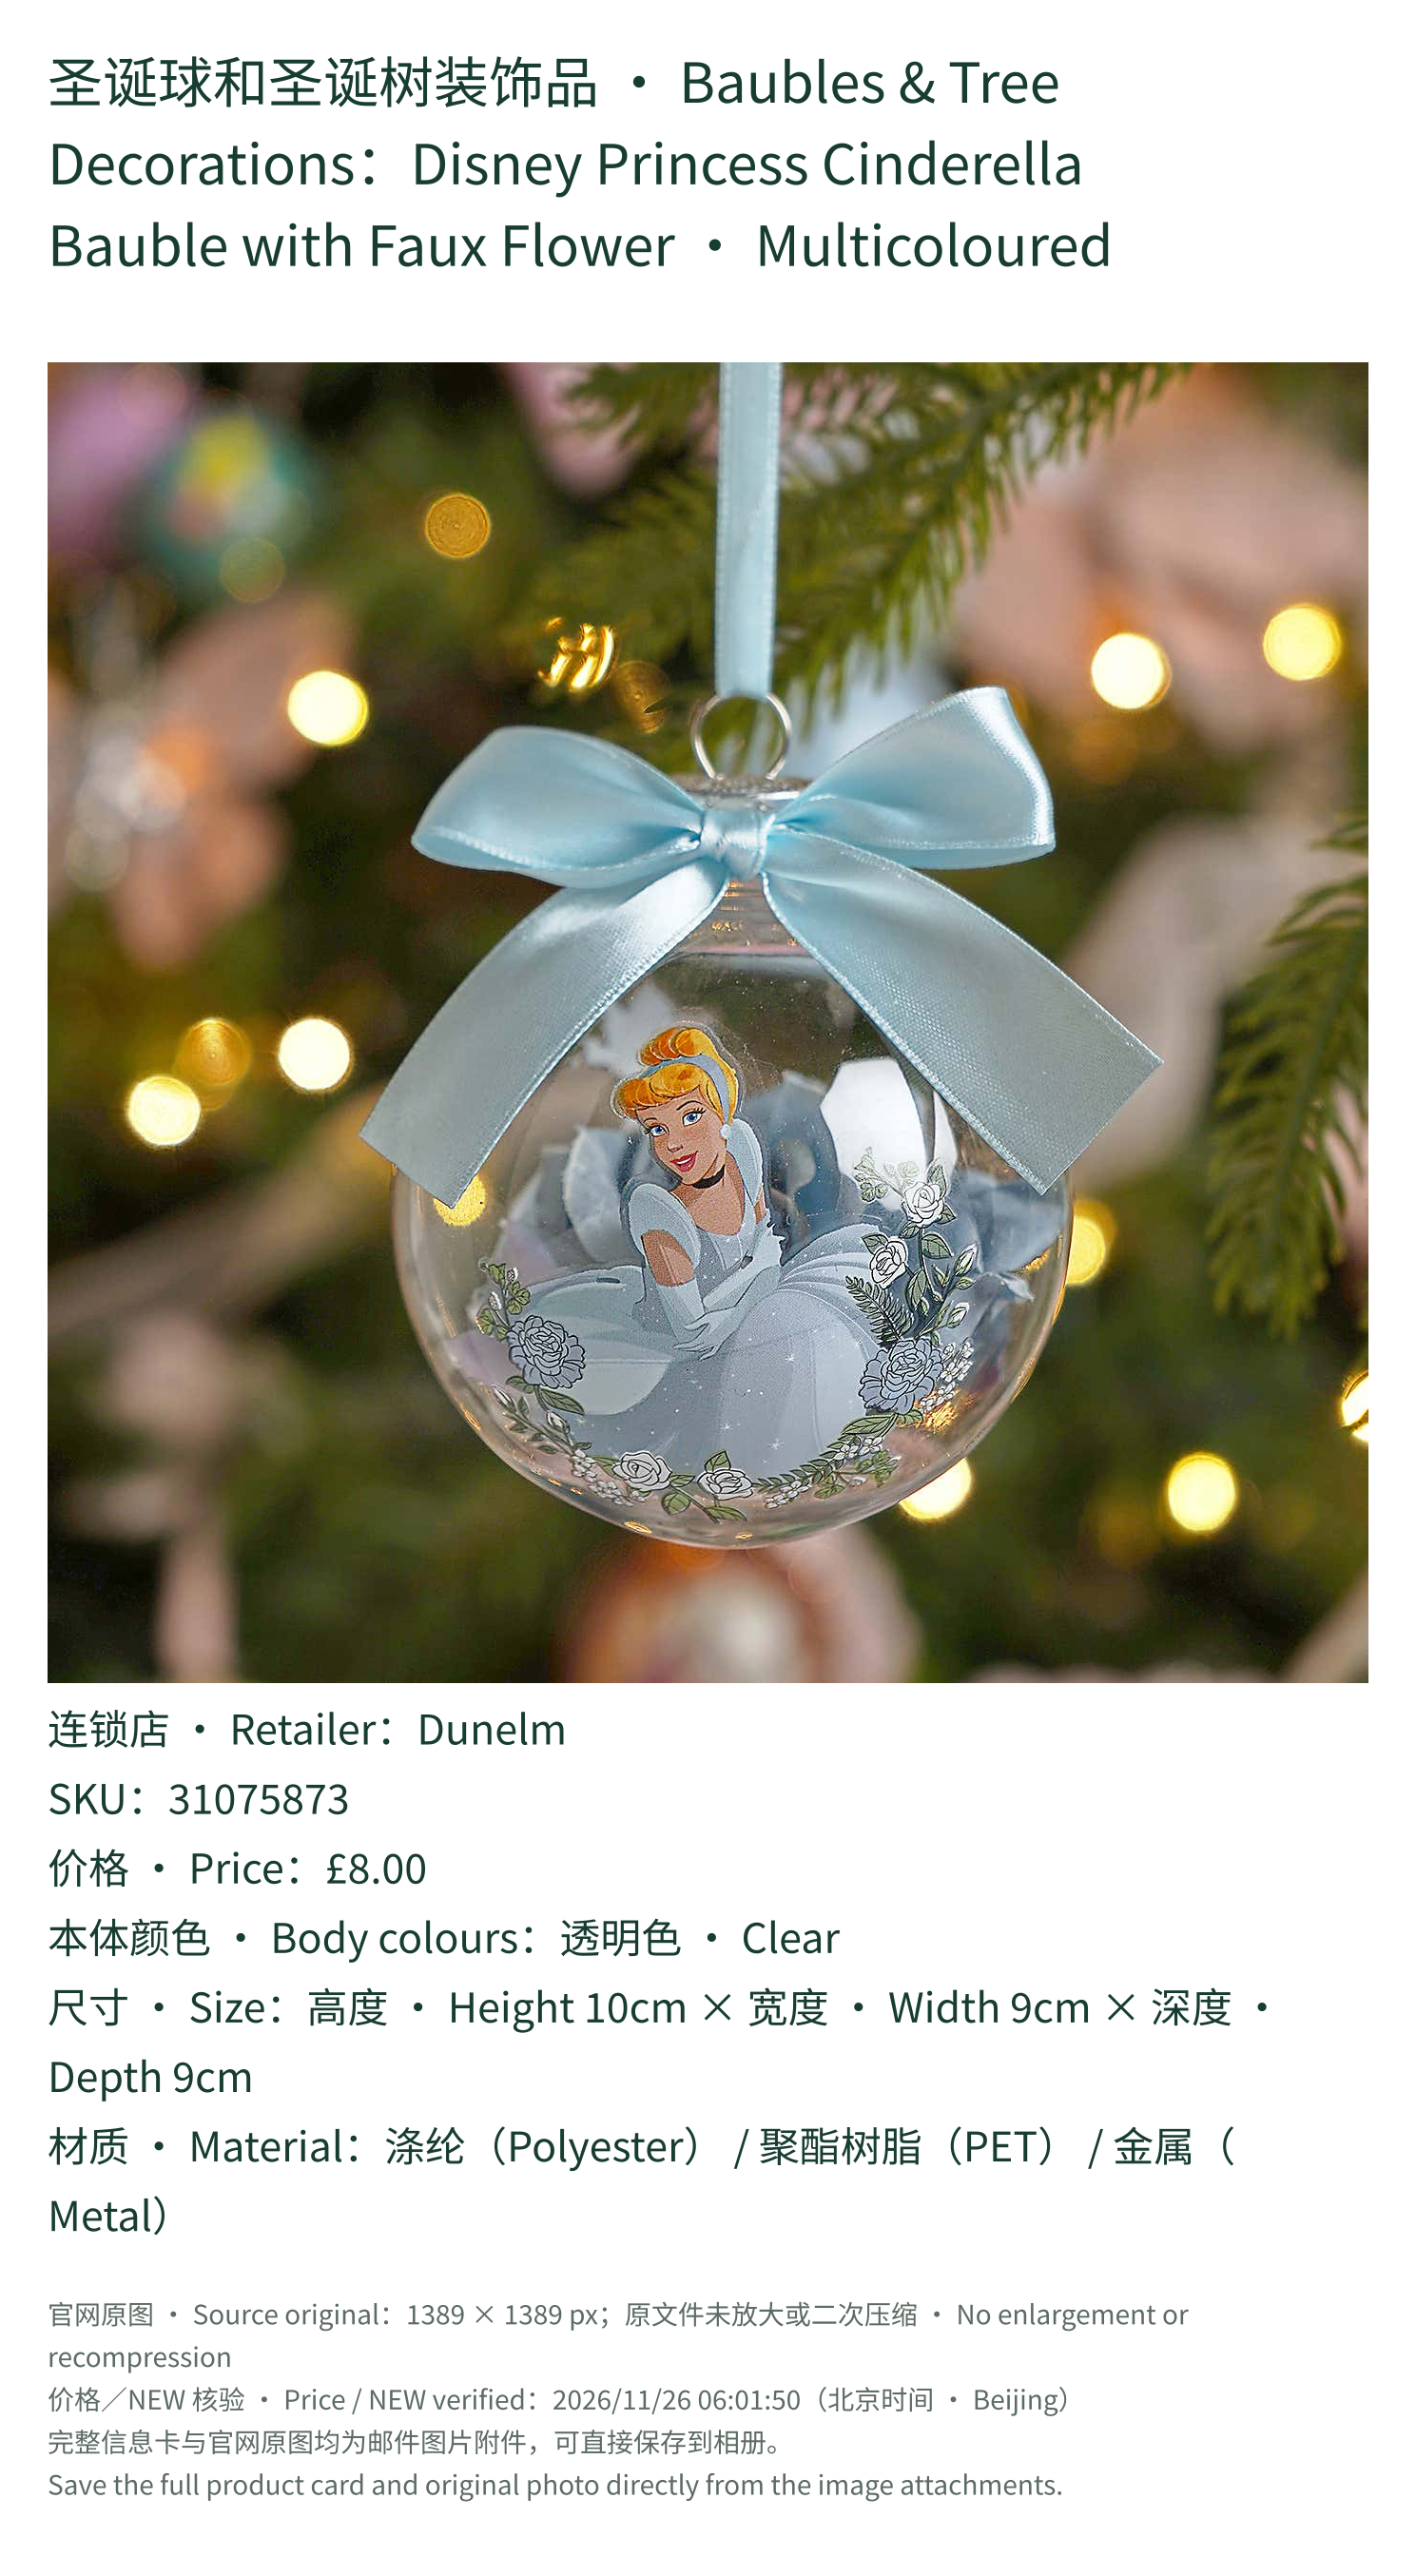 圣诞球和圣诞树装饰品 · Baubles & Tree
Decorations：Disney Princess Cinderella
Bauble with Faux Flower · Multicoloured
连锁店 · Retailer：Dunelm
SKU：31075873
价格 · Price：£8.00
本体颜色 · Body colours：透明色 · Clear
尺寸 · Size：高度 · Height 10cm × 宽度 · Width 9cm × 深度 ·
Depth 9cm
材质 · Material：涤纶（Polyester） / 聚酯树脂（PET） / 金属（
Metal）
官网原图 · Source original：1389 × 1389 px；原文件未放大或二次压缩 · No enlargement or
recompression
价格／NEW 核验 · Price / NEW verified：2026/11/26 06:01:50（北京时间 · Beijing）
完整信息卡与官网原图均为邮件图片附件，可直接保存到相册。
Save the full product card and original photo directly from the image attachments.